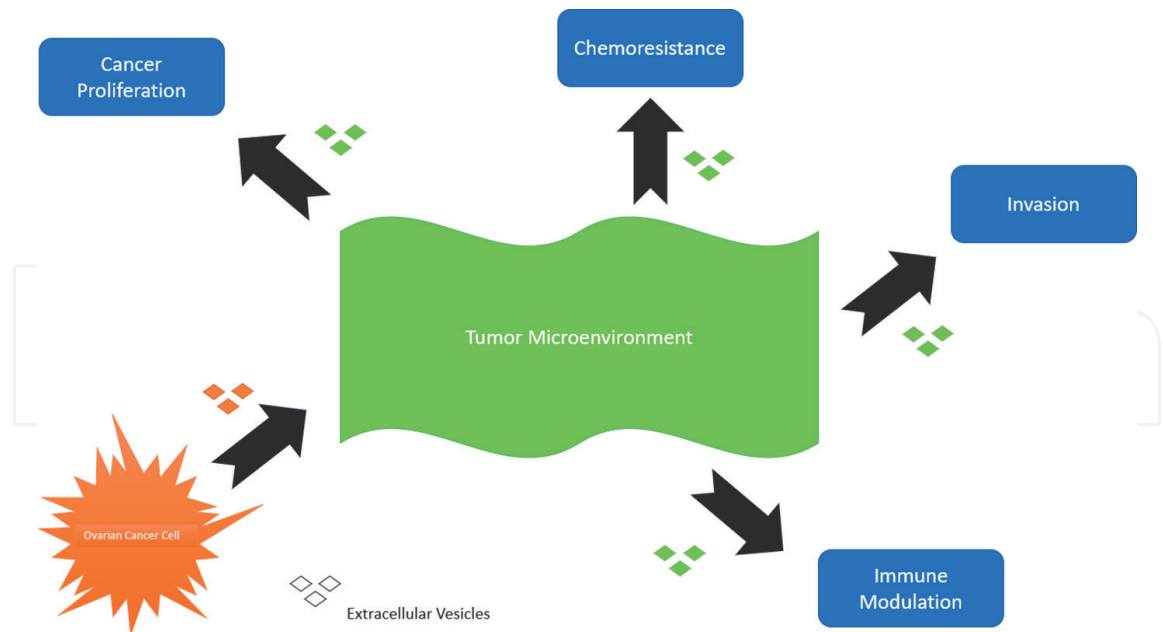 Chemoresistance
Cancer
Proliferation
Invasion
Tumor Microenvironment
Ovarian Cancer Cell
Extracellular Vesicles
Immune
Modulation